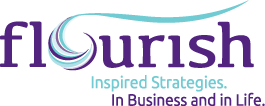 flourish
Inspired Strategies.
In Business and in Life.